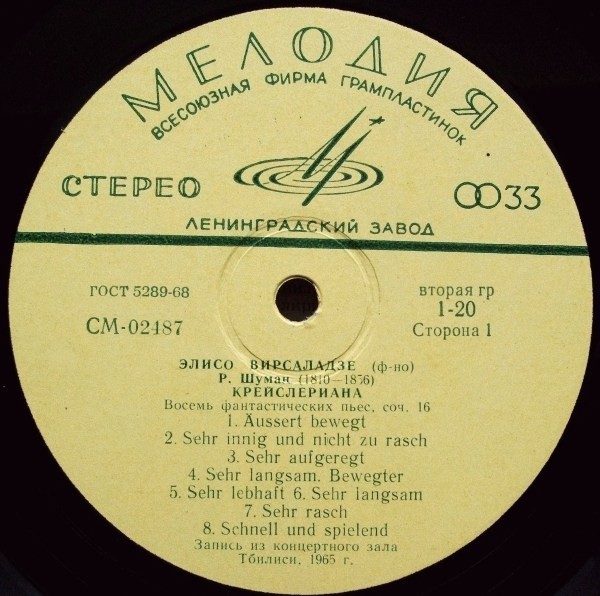 МЕЛОДИЯ
ВСЕСОЮЗНАЯ ФИРМА ГРАМПЛАСТИНОК
СТЕРЕО
33
ЛЕНИНГРАДСКИЙ ЗАВОД
ГОСТ 5289-68
вторая гр
СМ-02487
1-20
Сторона 1
ЭЛИСО ВИРСАЛАДЗЕ (ф-но)
Р. Шуман (1810—1856)
КРЕЙСЛЕРИАНА
Восемь фантастических пьес, соч. 16
1. Äussert bewegt
2. Sehr innig und nicht zu rasch
3. Sehr aufgeregt
4. Sehr langsam. Bewegter
5. Sehr lebhaft 6. Sehr langsam
7. Sehr rasch
8. Schnell und spielend
Запись из концертного зала
Тбилиси, 1965 г.